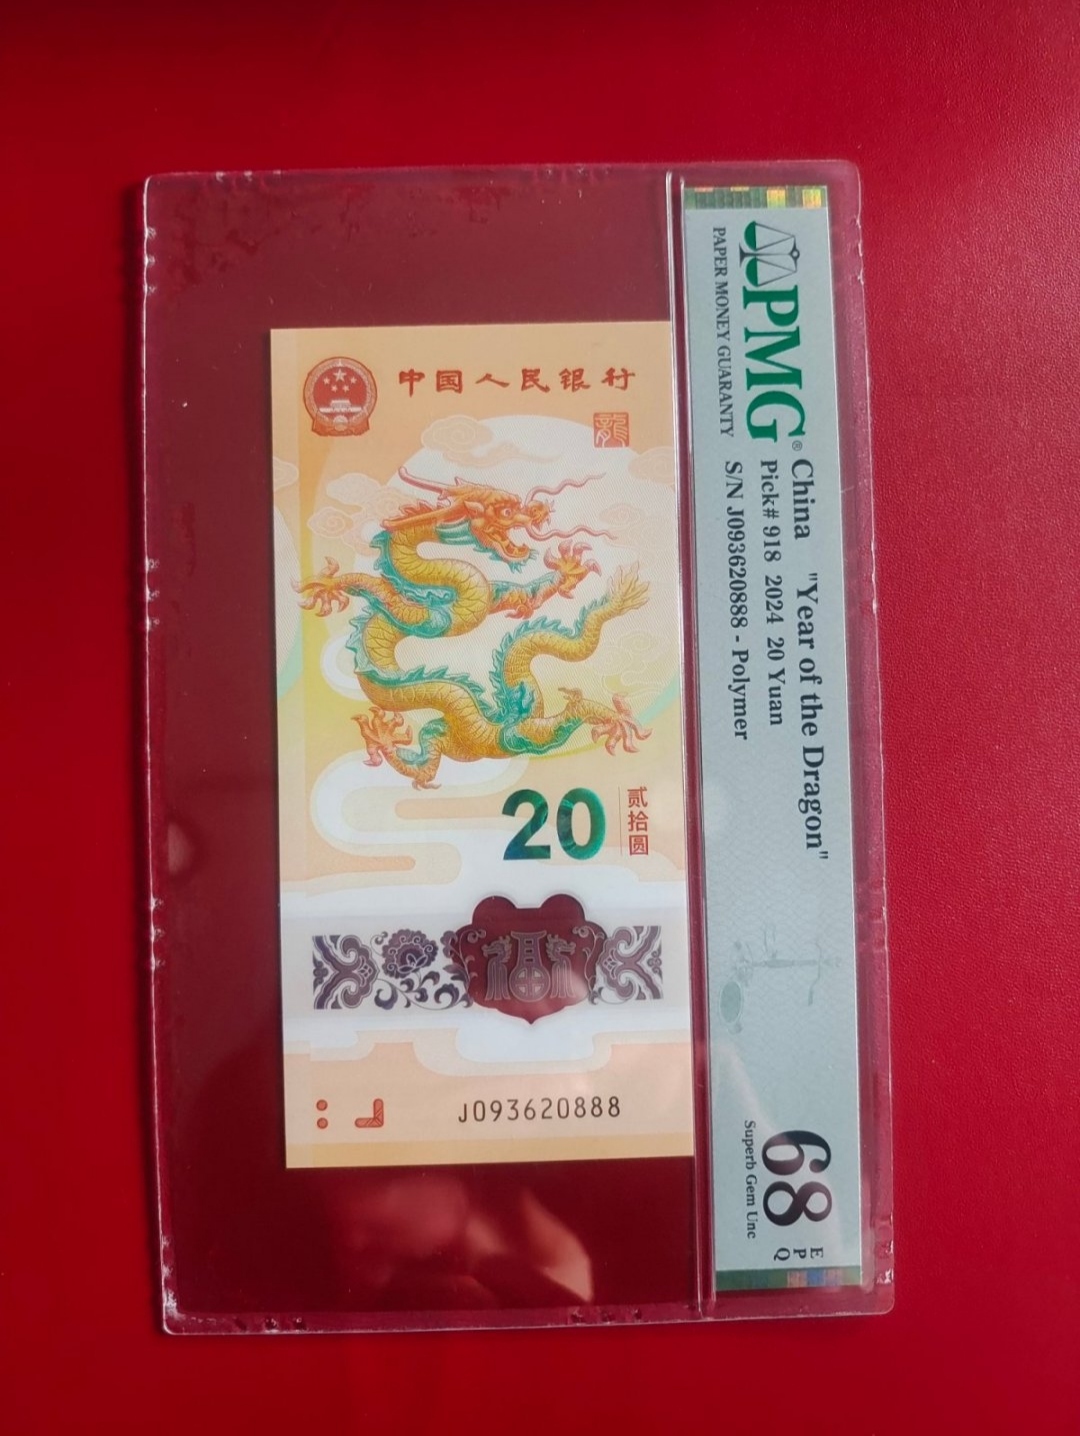 中国人民银行
龍
20
贰拾圆
J093620888
PMG®
PAPER MONEY GUARANTY
China "Year of the Dragon"
Pick# 918 2024 20 Yuan
S/N J093620888 - Polymer
68 EPQ
Superb Gem Unc